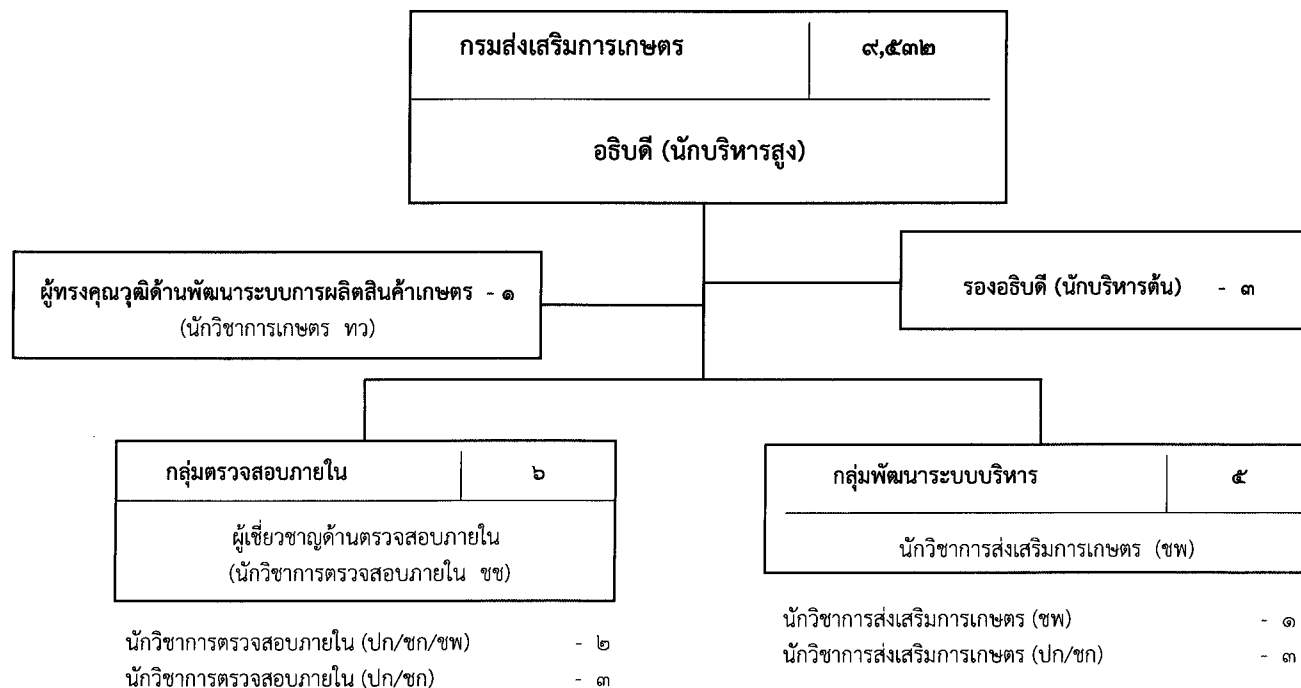 กรมส่งเสริมการเกษตร ๙,๕๓๒
อธิบดี (นักบริหารสูง)
ผู้ทรงคุณวุฒิด้านพัฒนาระบบการผลิตสินค้าเกษตร - ๑
(นักวิชาการเกษตร ทว)
รองอธิบดี (นักบริหารต้น) - ๓
กลุ่มตรวจสอบภายใน ๖
ผู้เชี่ยวชาญด้านตรวจสอบภายใน
(นักวิชาการตรวจสอบภายใน ชช)
นักวิชาการตรวจสอบภายใน (ปก/ชก/ชพ) - ๒
นักวิชาการตรวจสอบภายใน (ปก/ชก) - ๓
กลุ่มพัฒนาระบบบริหาร ๕
นักวิชาการส่งเสริมการเกษตร (ชพ)
นักวิชาการส่งเสริมการเกษตร (ชพ) - ๑
นักวิชาการส่งเสริมการเกษตร (ปก/ชก) - ๓